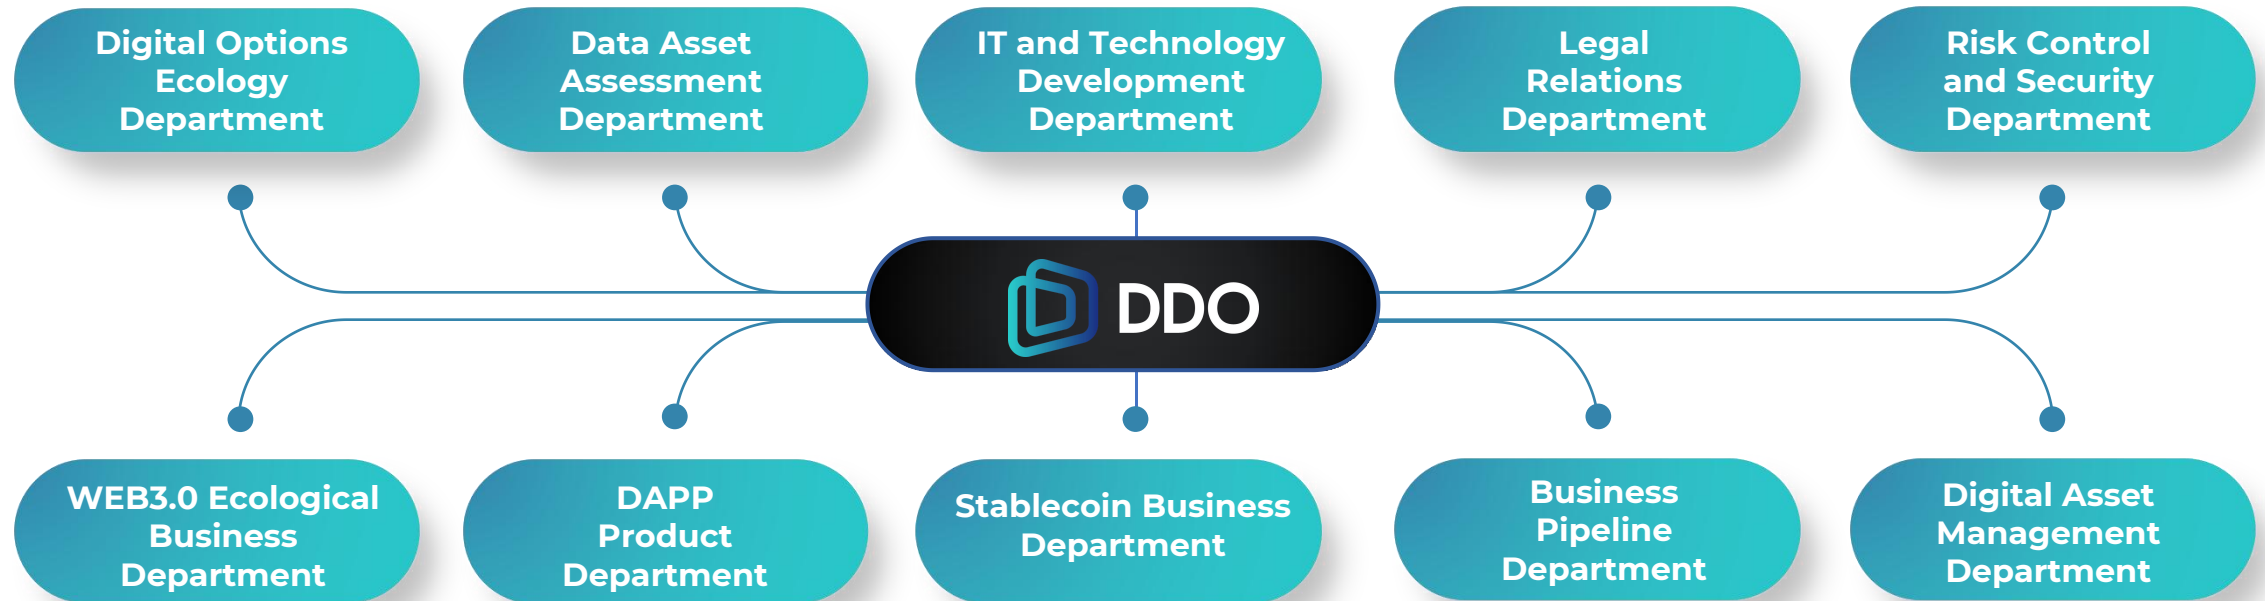 Digital Options
Ecology
Department
Data Asset
Assessment
Department
IT and Technology
Development
Department
Legal
Relations
Department
Risk Control
and Security
Department
DDO
WEB3.0 Ecological
Business
Department
DAPP
Product
Department
Stablecoin Business
Department
Business
Pipeline
Department
Digital Asset
Management
Department